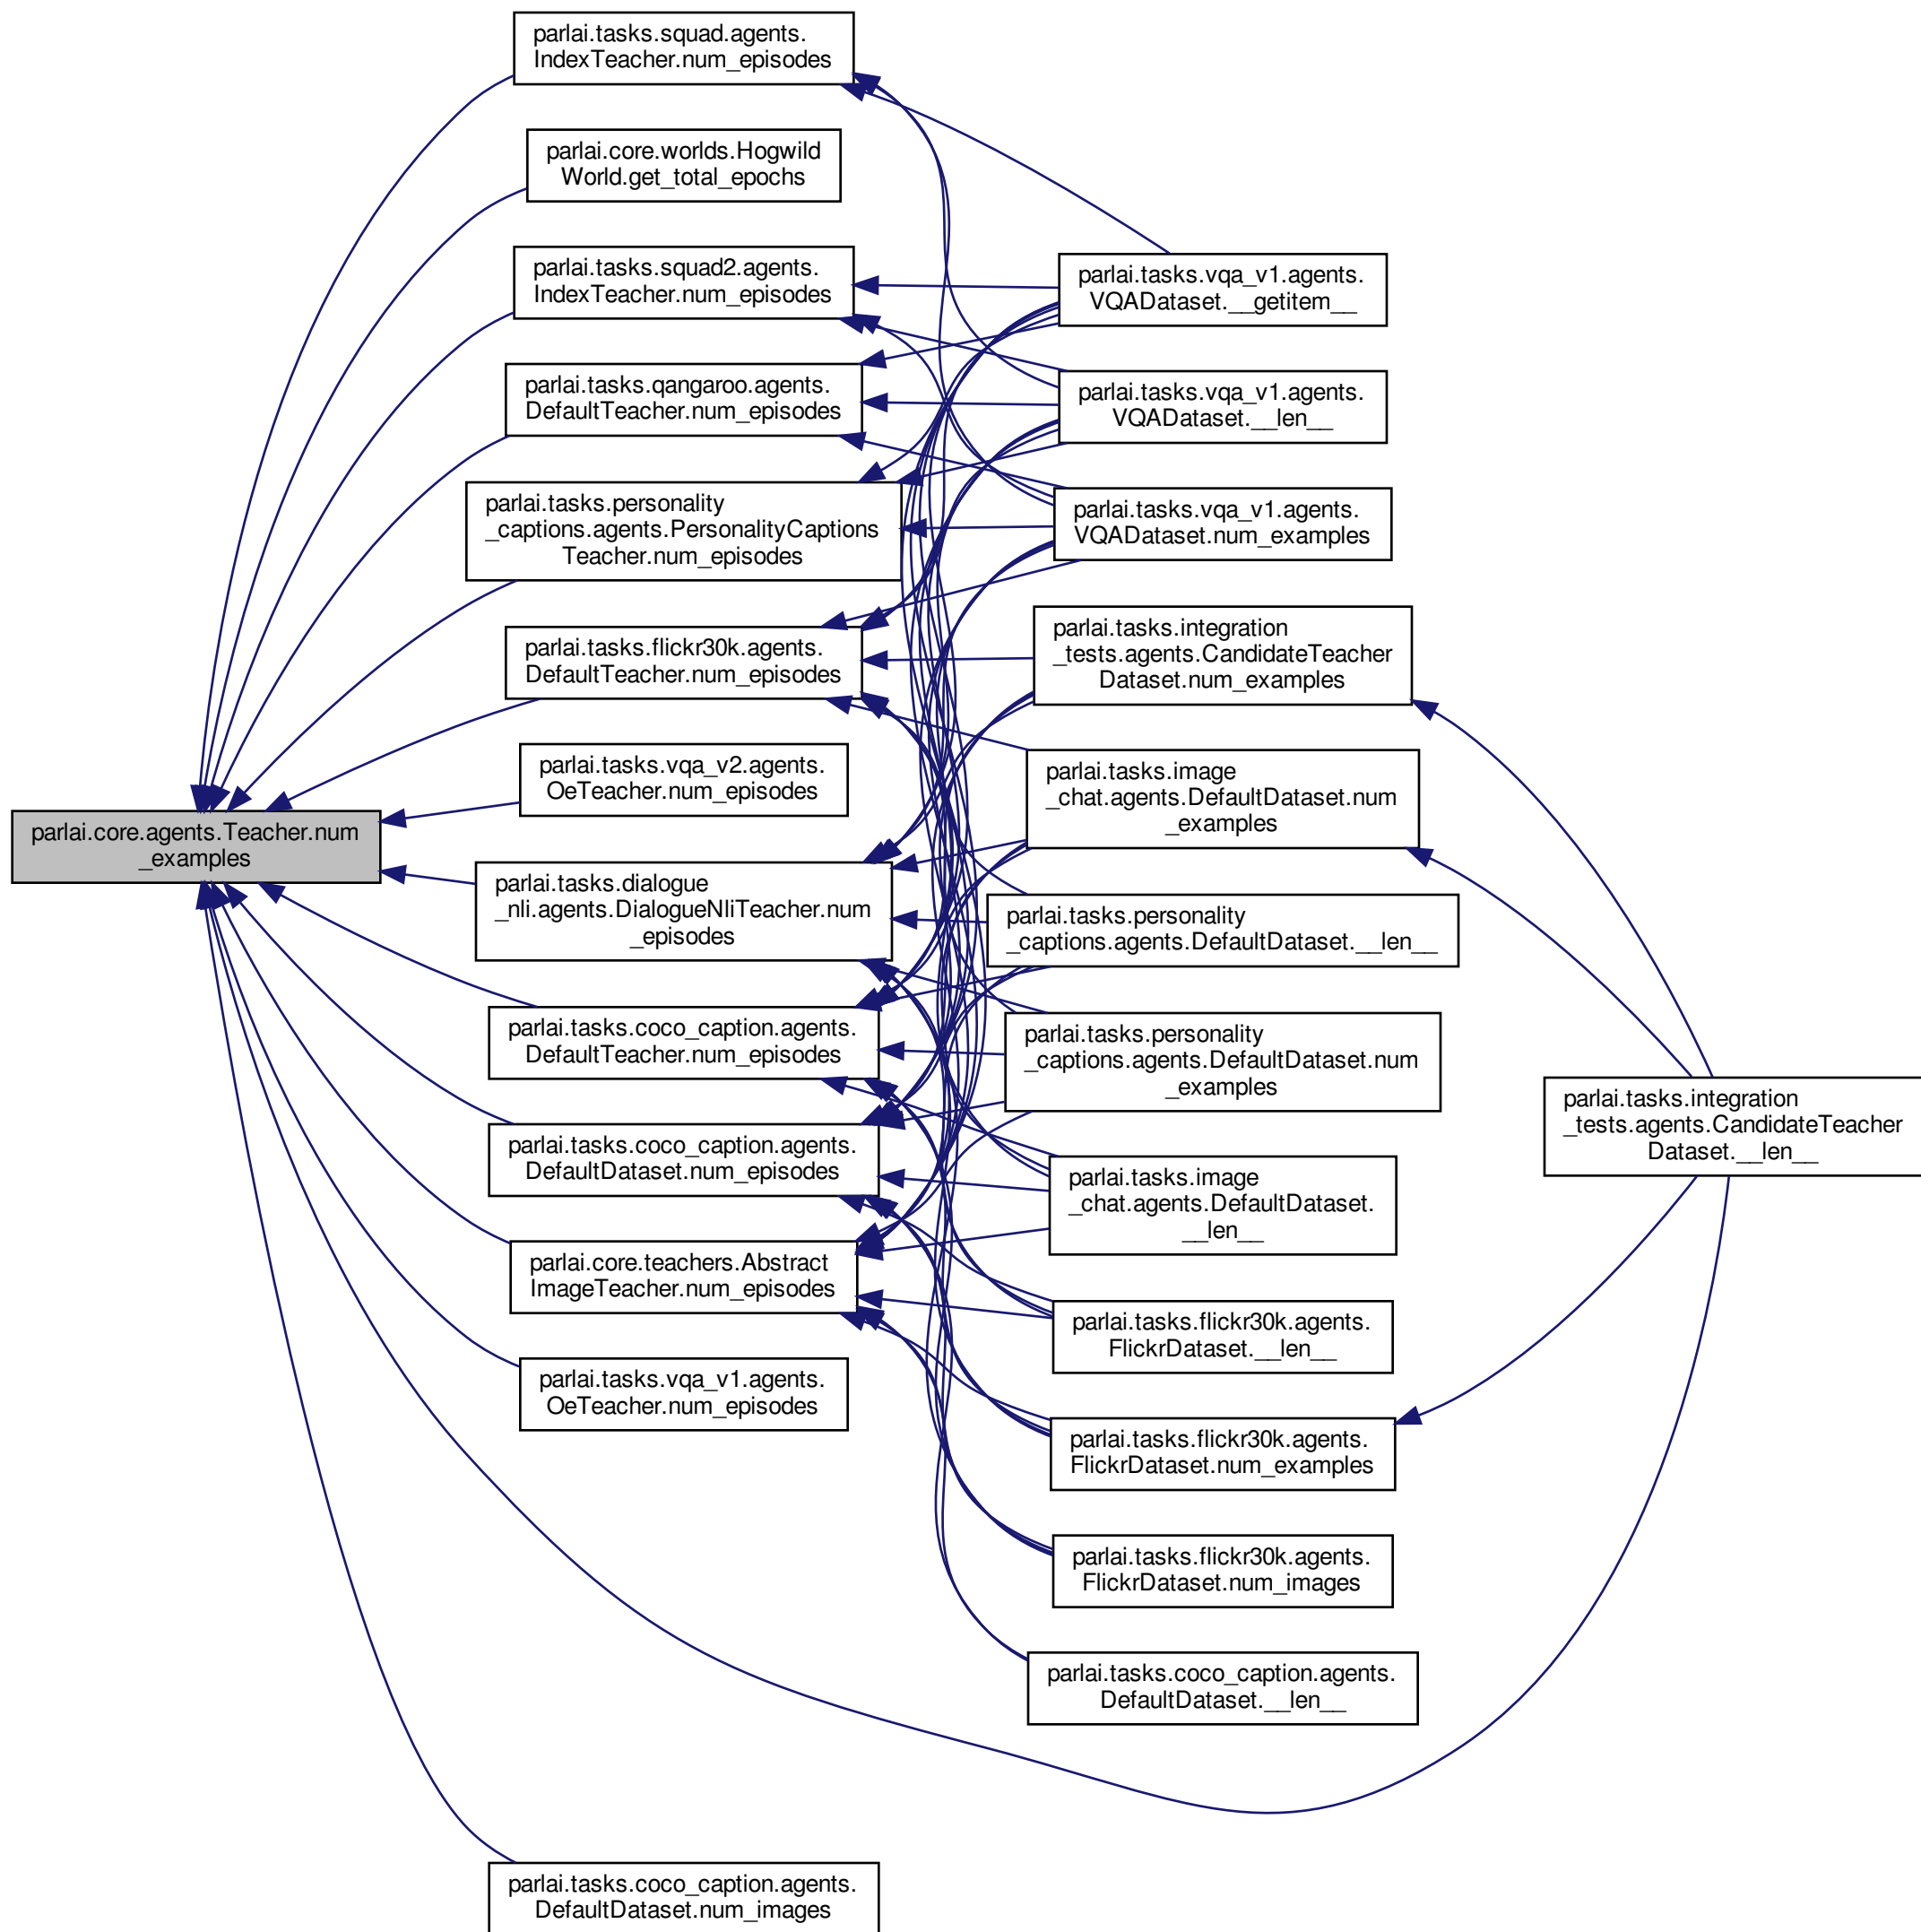 parlai.tasks.squad.agents.
IndexTeacher.num_episodes
parlai.core.worlds.Hogwild
World.get_total_epochs
parlai.tasks.squad2.agents.
IndexTeacher.num_episodes
parlai.tasks.qangaroo.agents.
DefaultTeacher.num_episodes
parlai.tasks.personality
_captions.agents.PersonalityCaptions
Teacher.num_episodes
parlai.tasks.flickr30k.agents.
DefaultTeacher.num_episodes
parlai.tasks.vqa_v2.agents.
OeTeacher.num_episodes
parlai.core.agents.Teacher.num
_examples
parlai.tasks.dialogue
_nli.agents.DialogueNliTeacher.num
_episodes
parlai.tasks.coco_caption.agents.
DefaultTeacher.num_episodes
parlai.tasks.coco_caption.agents.
DefaultDataset.num_episodes
parlai.core.teachers.Abstract
ImageTeacher.num_episodes
parlai.tasks.vqa_v1.agents.
OeTeacher.num_episodes
parlai.tasks.coco_caption.agents.
DefaultDataset.num_images
parlai.tasks.vqa_v1.agents.
VQADataset.__getitem__
parlai.tasks.vqa_v1.agents.
VQADataset.__len__
parlai.tasks.vqa_v1.agents.
VQADataset.num_examples
parlai.tasks.integration
_tests.agents.CandidateTeacher
Dataset.num_examples
parlai.tasks.image
_chat.agents.DefaultDataset.num
_examples
parlai.tasks.personality
_captions.agents.DefaultDataset.__len__
parlai.tasks.personality
_captions.agents.DefaultDataset.num
_examples
parlai.tasks.image
_chat.agents.DefaultDataset.
__len__
parlai.tasks.flickr30k.agents.
FlickrDataset.__len__
parlai.tasks.flickr30k.agents.
FlickrDataset.num_examples
parlai.tasks.flickr30k.agents.
FlickrDataset.num_images
parlai.tasks.coco_caption.agents.
DefaultDataset.__len__
parlai.tasks.integration
_tests.agents.CandidateTeacher
Dataset.__len__